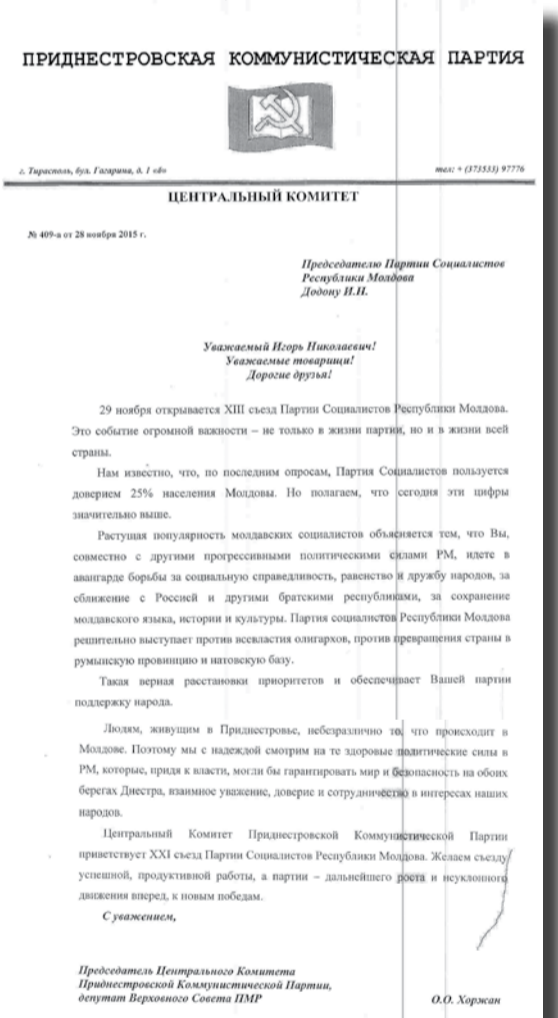 ПРИДНЕСТРОВСКАЯ КОММУНИСТИЧЕСКАЯ ПАРТИЯ
г. Тирасполь, бул. Гагарина, д. 1 «б» тел: + (373533) 97776
ЦЕНТРАЛЬНЫЙ КОМИТЕТ
№ 409-а от 28 ноября 2015 г.
Председателю Партии Социалистов
Республики Молдова
Додону И.Н.
Уважаемый Игорь Николаевич!
Уважаемые товарищи!
Дорогие друзья!
29 ноября открывается XIII съезд Партии Социалистов Республики Молдова.
Это событие огромной важности – не только в жизни партии, но и в жизни всей
страны.
Нам известно, что, по последним опросам, Партия Социалистов пользуется
доверием 25% населения Молдовы. Но полагаем, что сегодня эти цифры
значительно выше.
Растущая популярность молдавских социалистов объясняется тем, что Вы,
совместно с другими прогрессивными политическими силами РМ, идете в
авангарде борьбы за социальную справедливость, равенство и дружбу народов, за
сближение с Россией и другими братскими республиками, за сохранение
молдавского языка, истории и культуры. Партия социалистов Республики Молдова
решительно выступает против всевластия олигархов, против превращения страны в
румынскую провинцию и натовскую базу.
Такая верная расстановки приоритетов и обеспечивает Вашей партии
поддержку народа.
Людям, живущим в Приднестровье, небезразлично то, что происходит в
Молдове. Поэтому мы с надеждой смотрим на те здоровые политические силы в
РМ, которые, придя к власти, могли бы гарантировать мир и безопасность на обоих
берегах Днестра, взаимное уважение, доверие и сотрудничество в интересах наших
народов.
Центральный Комитет Приднестровской Коммунистической Партии
приветствует XXI съезд Партии Социалистов Республики Молдова. Желаем съезду
успешной, продуктивной работы, а партии – дальнейшего роста и неуклонного
движения вперед, к новым победам.
С уважением,
Председатель Центрального Комитета
Приднестровской Коммунистической Партии,
депутат Верховного Совета ПМР О.О. Хоржан